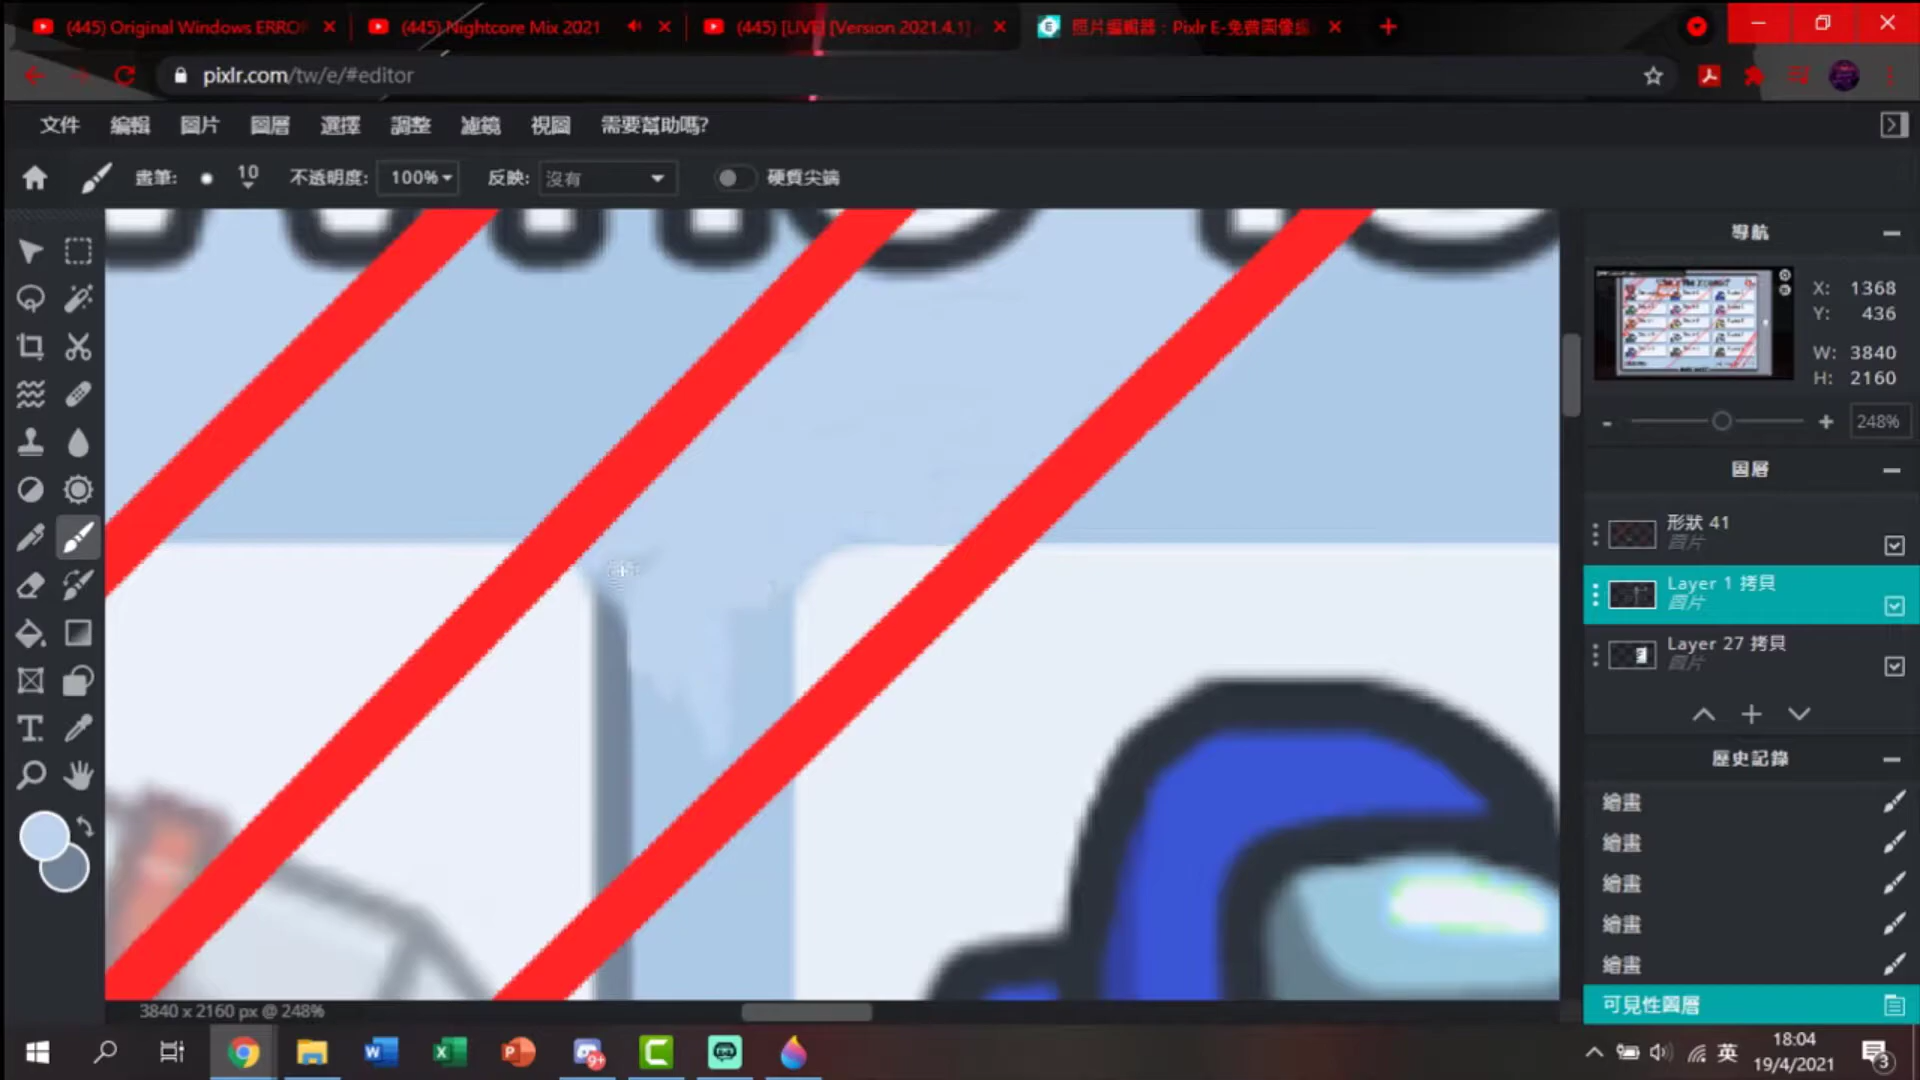 (445) Original Windows ERRO
(445) Nightcore Mix 2021
(445) [LIVE] [Version 2021.4.1]
照片編輯器：Pixlr E-免費圖像編
pixlr.com/tw/e/#editor
文件 編輯 圖片 圖層 選擇 調整 濾鏡 視圖 需要幫助嗎?
畫筆: 10 不透明度: 100% 反映: 沒有 硬質尖端
導航
X: 1368
Y: 436
W: 3840
H: 2160
248%
圖層
形狀 41
圖片
Layer 1 拷貝
圖片
Layer 27 拷貝
圖片
歷史記錄
繪畫
繪畫
繪畫
繪畫
繪畫
可見性圖層
3840 x 2160 px @ 248%
9+
英
18:04
19/4/2021
3